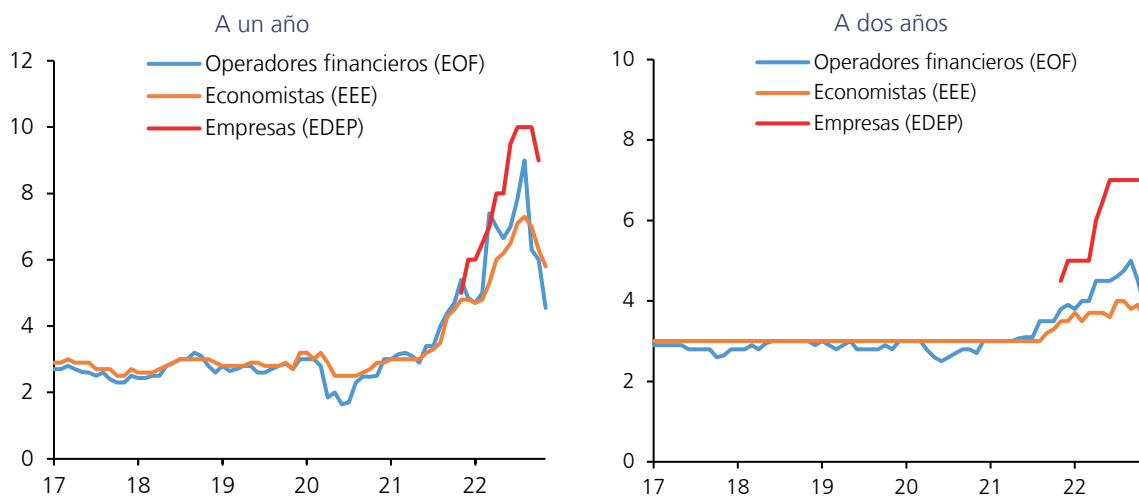 A un año
Operadores financieros (EOF)
Economistas (EEE)
Empresas (EDEP)
12
10
8
6
4
2
0
17 18 19 20 21 22
A dos años
Operadores financieros (EOF)
Economistas (EEE)
Empresas (EDEP)
10
8
6
4
2
0
17 18 19 20 21 22